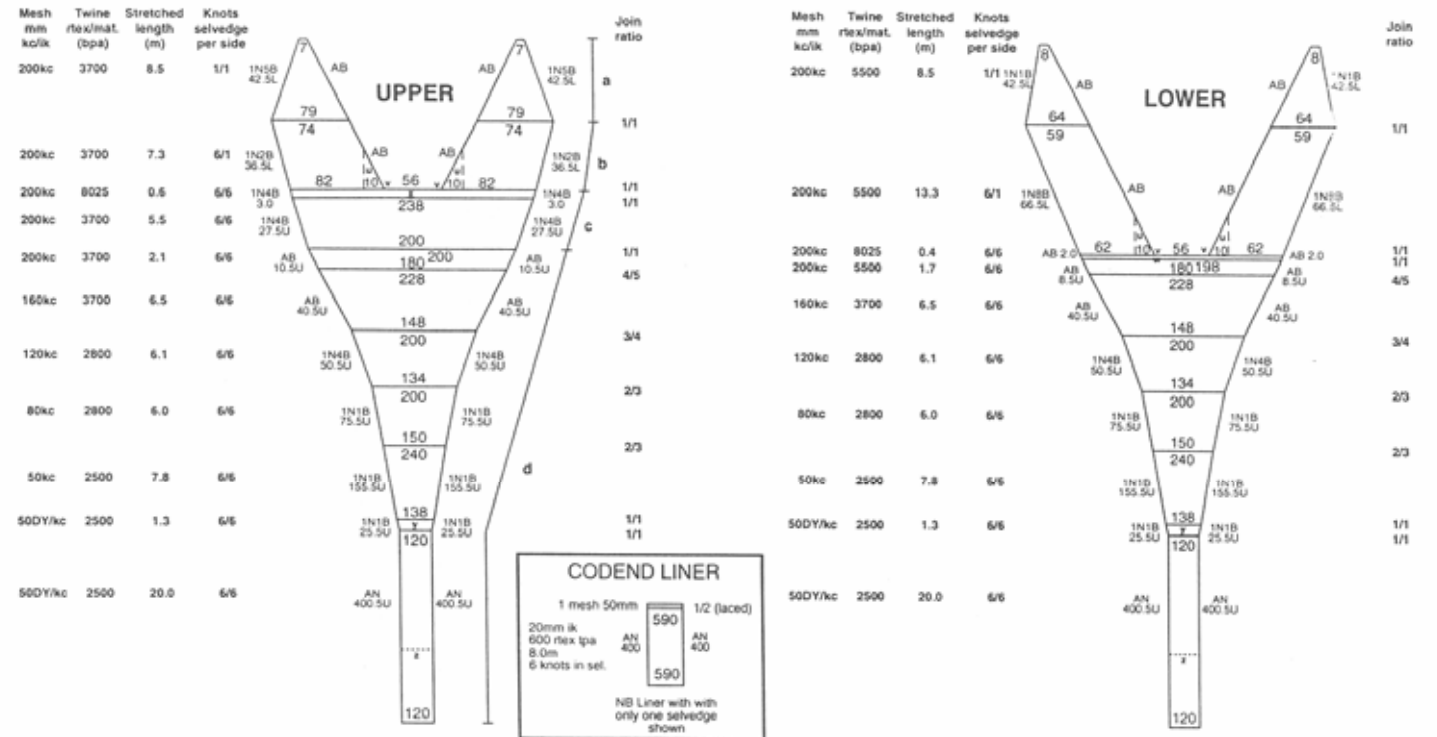 Mesh Twine Stretched Knots
mm rtex/mat. length selvedge
kc/ik (bpa) (m) per side
Join
ratio
UPPER
7 7
200kc 3700 8.5 1/1 1N5B 42.5L AB AB 1N5B 42.5L a
79 79
74 74
1/1
200kc 3700 7.3 6/1 1N2B 36.5L AB AB 1N2B 36.5L b
82 10 56 10 82
1/1
200kc 8025 0.6 6/6 1N4B 3.0 1N4B 3.0
1/1
238
200kc 3700 5.5 6/6 1N4B 27.5U 1N4B 27.5U c
200
1/1
200kc 3700 2.1 6/6 AB 10.5U 200 AB 10.5U
180
4/5
228
160kc 3700 6.5 6/6 AB 40.5U AB 40.5U
148
3/4
200
120kc 2800 6.1 6/6 1N4B 50.5U 1N4B 50.5U
134
2/3
200
80kc 2800 6.0 6/6 1N1B 75.5U 1N1B 75.5U
150
2/3
240
d
50kc 2500 7.8 6/6 1N1B 155.5U 1N1B 155.5U
138
1/1
50DY/kc 2500 1.3 6/6 1N1B 25.5U 1N1B 25.5U
1/1
120
50DY/kc 2500 20.0 6/6 AN 400.5U AN 400.5U
120
CODEND LINER
1 mesh 50mm 590 1/2 (laced)
20mm ik
600 rtex tpa
8.0m
6 knots in sel.
AN 400 AN 400
590
NB Liner with with
only one selvedge
shown
Mesh Twine Stretched Knots
mm rtex/mat. length selvedge
kc/ik (bpa) (m) per side
Join
ratio
LOWER
8 8
200kc 5500 8.5 1/1 1N1B 42.5L AB AB 1N1B 42.5L
64 64
59 59
1/1
200kc 5500 13.3 6/1 1N8B 66.5L AB AB 1N8B 66.5L
62 10 56 10 62
1/1
200kc 8025 0.4 6/6 AB 2.0 AB 2.0
1/1
200kc 5500 1.7 6/6 AB 8.5U 180 198 AB 8.5U
4/5
228
160kc 3700 6.5 6/6 AB 40.5U AB 40.5U
148
3/4
200
120kc 2800 6.1 6/6 1N4B 50.5U 1N4B 50.5U
134
2/3
200
80kc 2800 6.0 6/6 1N1B 75.5U 1N1B 75.5U
150
2/3
240
50kc 2500 7.8 6/6 1N1B 155.5U 1N1B 155.5U
138
1/1
50DY/kc 2500 1.3 6/6 1N1B 25.5U 1N1B 25.5U
1/1
120
50DY/kc 2500 20.0 6/6 AN 400.5U AN 400.5U
120